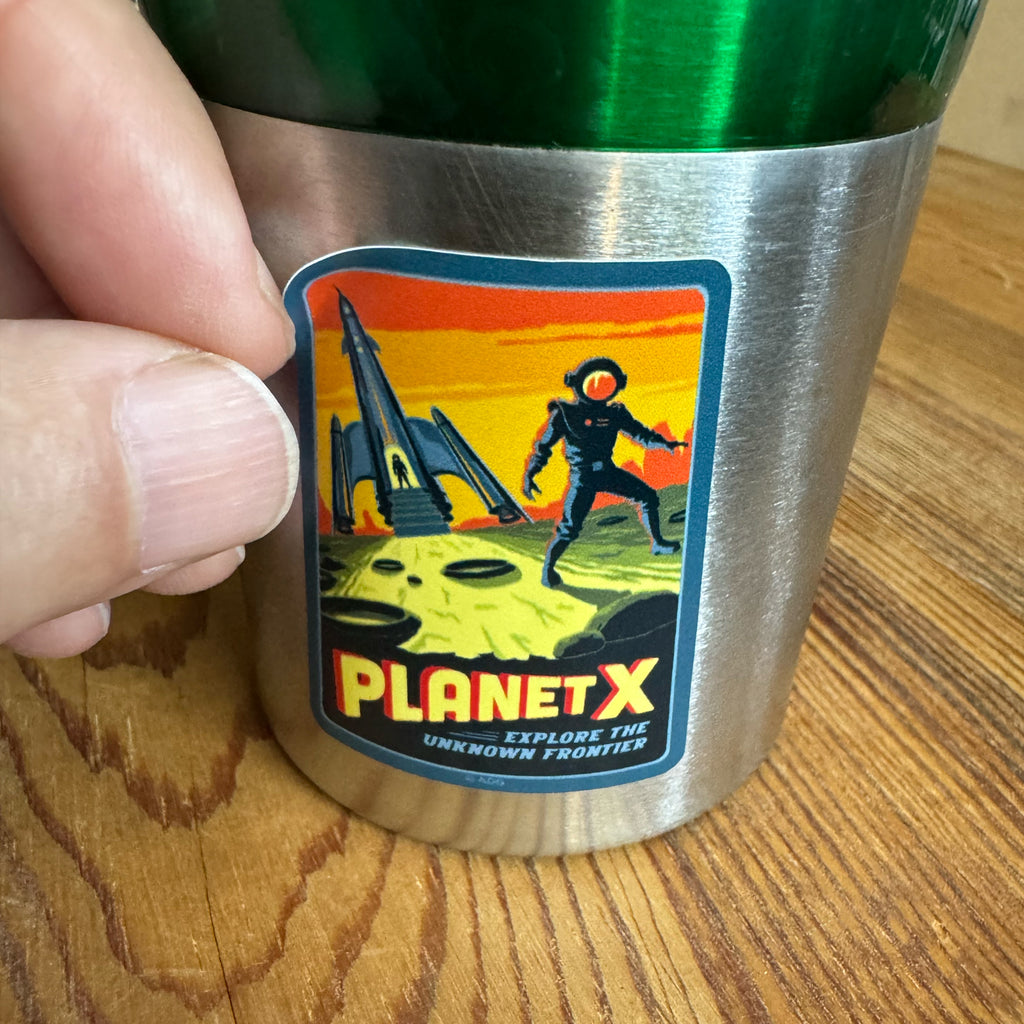 PLANET X
EXPLORE THE
UNKNOWN FRONTIER